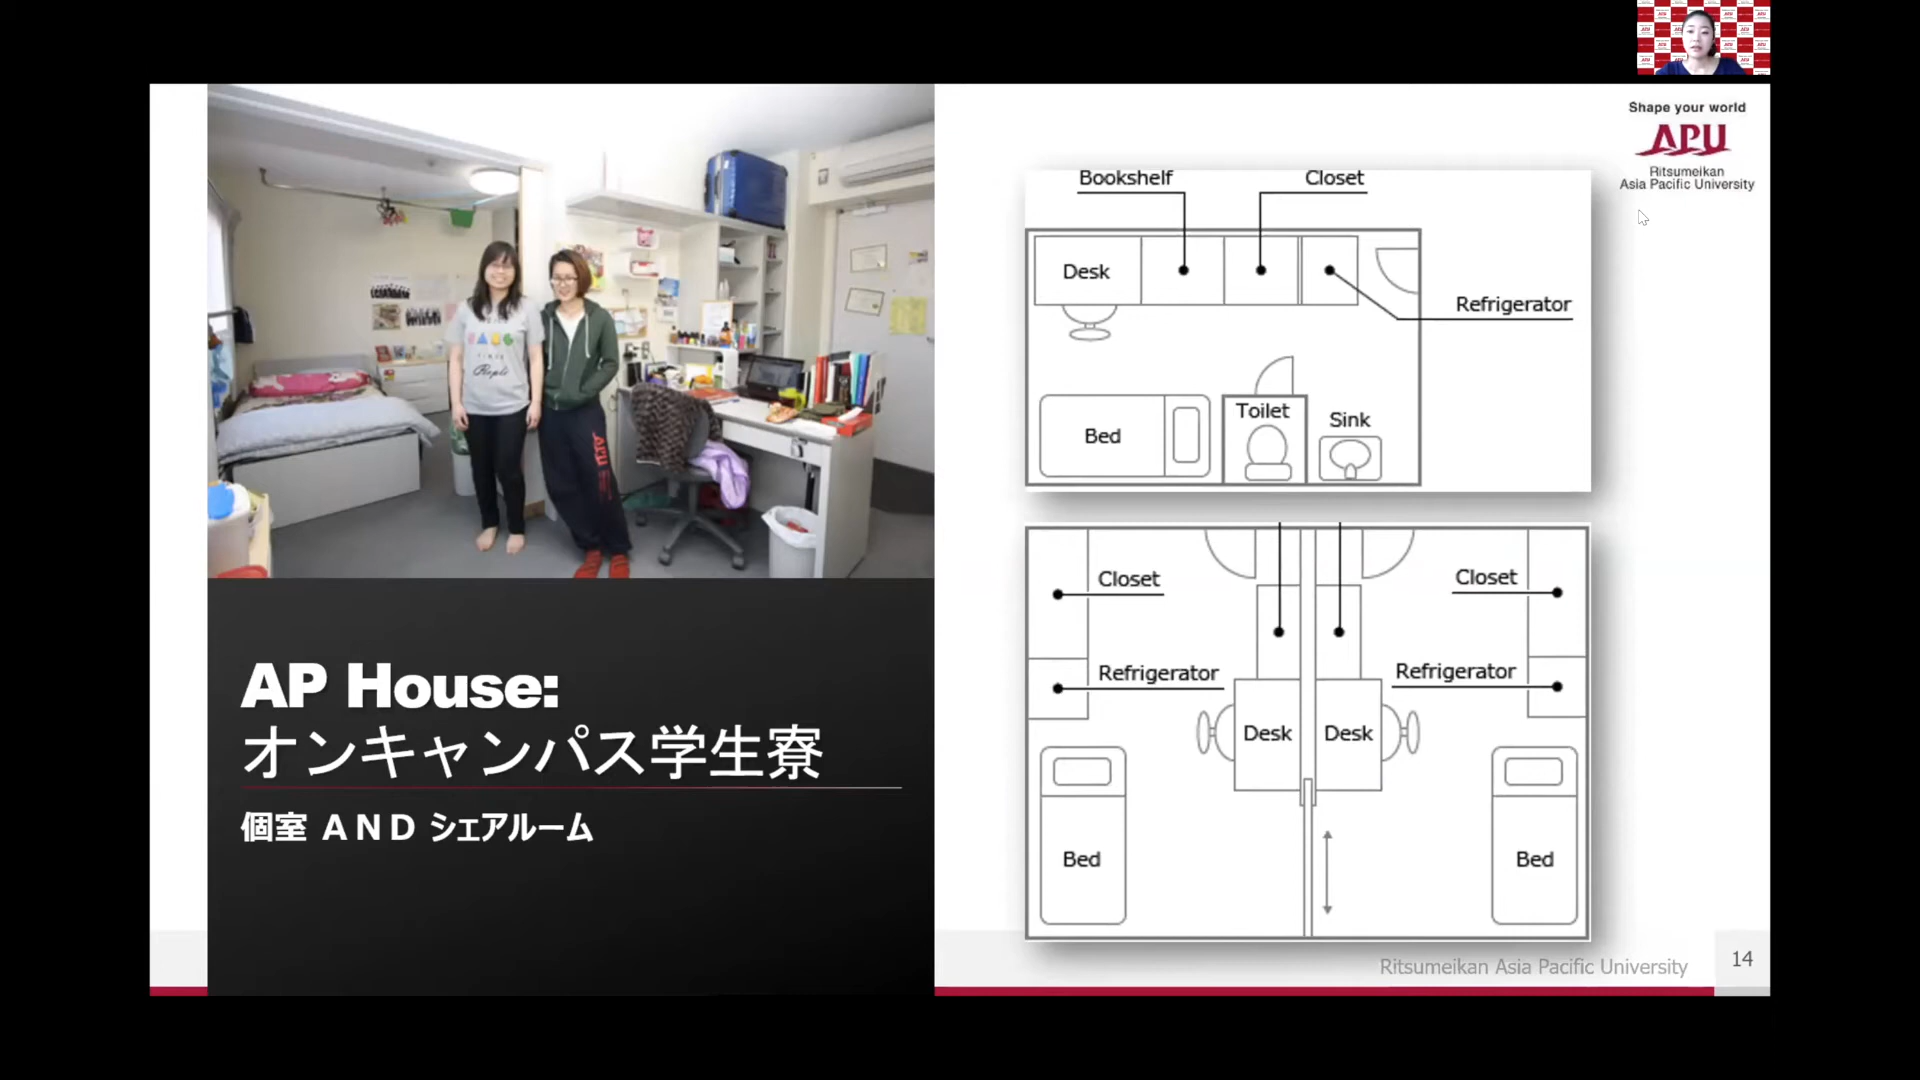 Shape your world
APU
Ritsumeikan
Asia Pacific University
AP House:
オンキャンパス学生寮
個室 AND シェアルーム
Bookshelf
Closet
Desk
Refrigerator
Toilet
Sink
Bed
Closet
Closet
Refrigerator
Refrigerator
Desk
Desk
Bed
Bed
Ritsumeikan Asia Pacific University
14